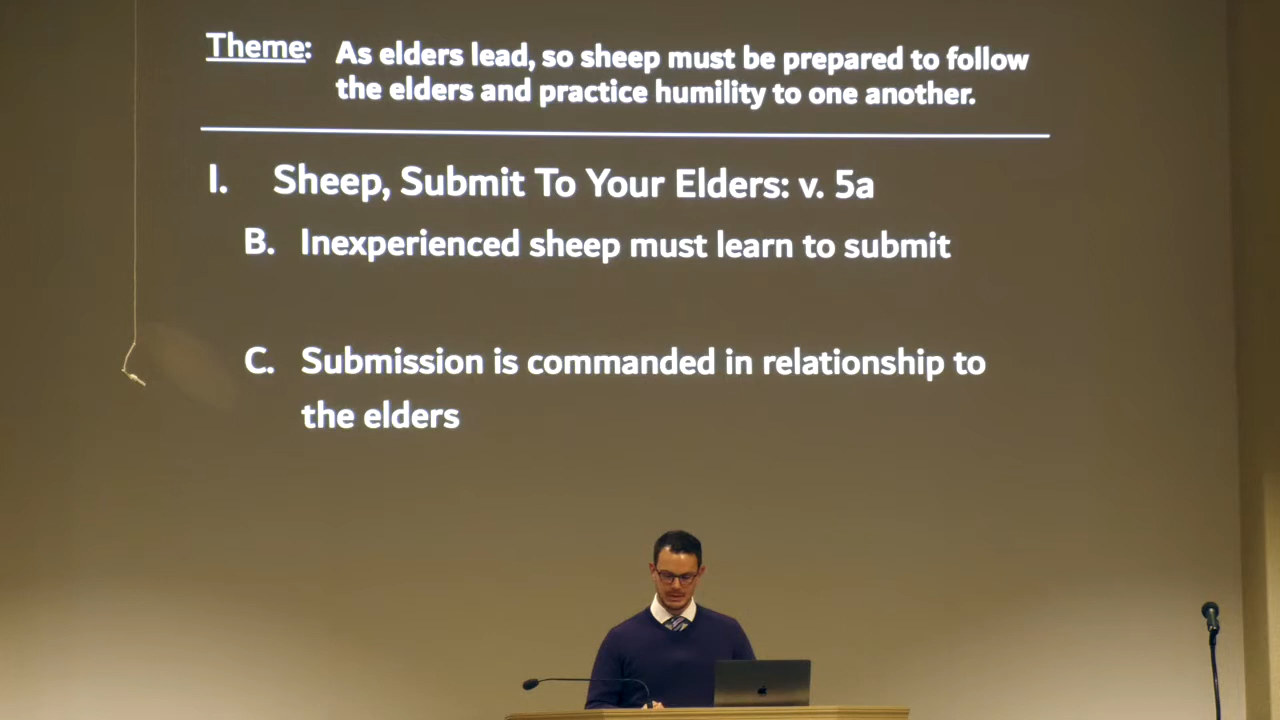 Theme: As elders lead, so sheep must be prepared to follow
the elders and practice humility to one another.
I. Sheep, Submit To Your Elders: v. 5a
B. Inexperienced sheep must learn to submit
C. Submission is commanded in relationship to
the elders